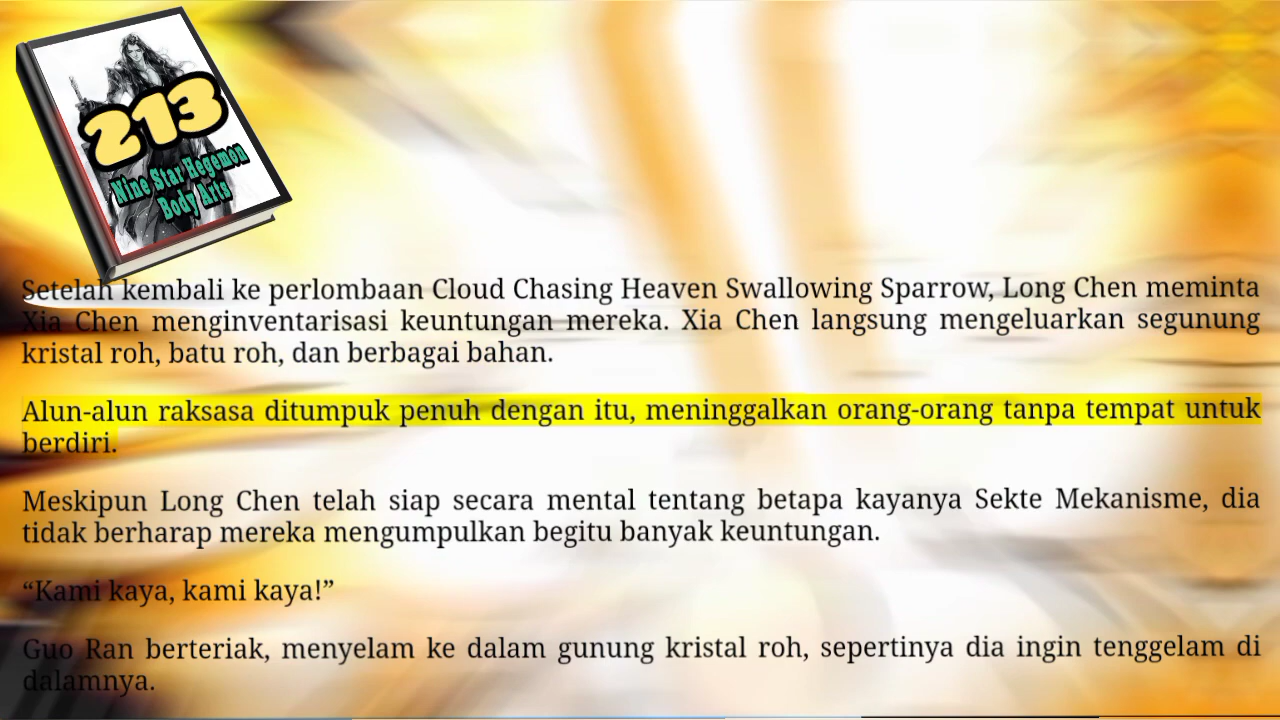 213
Nine Star Hegemon
Body Arts
Setelah kembali ke perlombaan Cloud Chasing Heaven Swallowing Sparrow, Long Chen meminta
Xia Chen menginventarisasi keuntungan mereka. Xia Chen langsung mengeluarkan segunung
kristal roh, batu roh, dan berbagai bahan.
Alun-alun raksasa ditumpuk penuh dengan itu, meninggalkan orang-orang tanpa tempat untuk
berdiri.
Meskipun Long Chen telah siap secara mental tentang betapa kayanya Sekte Mekanisme, dia
tidak berharap mereka mengumpulkan begitu banyak keuntungan.
“Kami kaya, kami kaya!”
Guo Ran berteriak, menyelam ke dalam gunung kristal roh, sepertinya dia ingin tenggelam di
dalamnya.